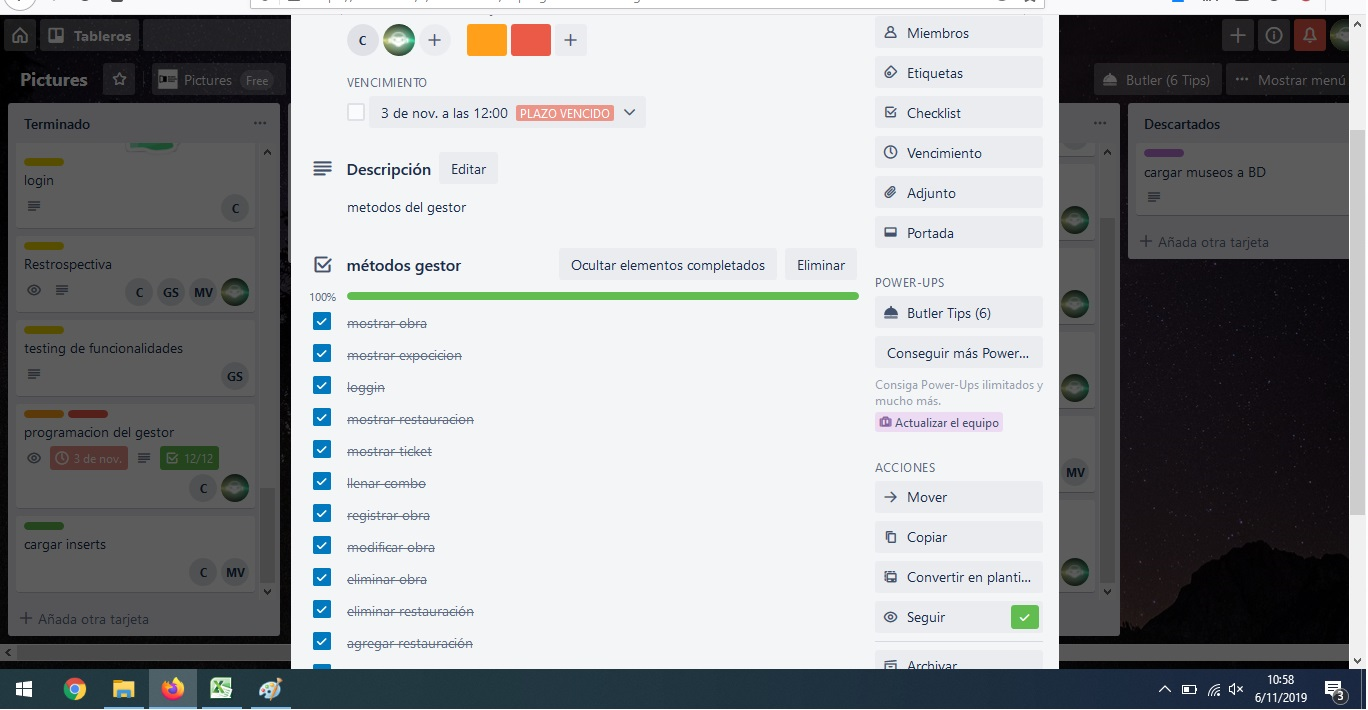 Tableros
Pictures
Pictures Free
Butler (6 Tips)
Mostrar menú
Terminado
login
C
Restrospectiva
C GS MV
testing de funcionalidades
GS
programacion del gestor
3 de nov. 12/12
C
cargar inserts
C MV
Añada otra tarjeta
C
VENCIMIENTO
3 de nov. a las 12:00 PLAZO VENCIDO
Descripción Editar
metodos del gestor
métodos gestor Ocultar elementos completados Eliminar
100%
mostrar obra
mostrar expocicion
loggin
mostrar restauracion
mostrar ticket
llenar combo
registrar obra
modificar obra
eliminar obra
eliminar restauración
agregar restauración
Miembros
Etiquetas
Checklist
Vencimiento
Adjunto
Portada
POWER-UPS
Butler Tips (6)
Conseguir más Power...
Consiga Power-Ups ilimitados y
mucho más.
Actualizar el equipo
ACCIONES
Mover
Copiar
Convertir en planti...
Seguir
Archivar
MV
Descartados
cargar museos a BD
Añada otra tarjeta
10:58
6/11/2019
3